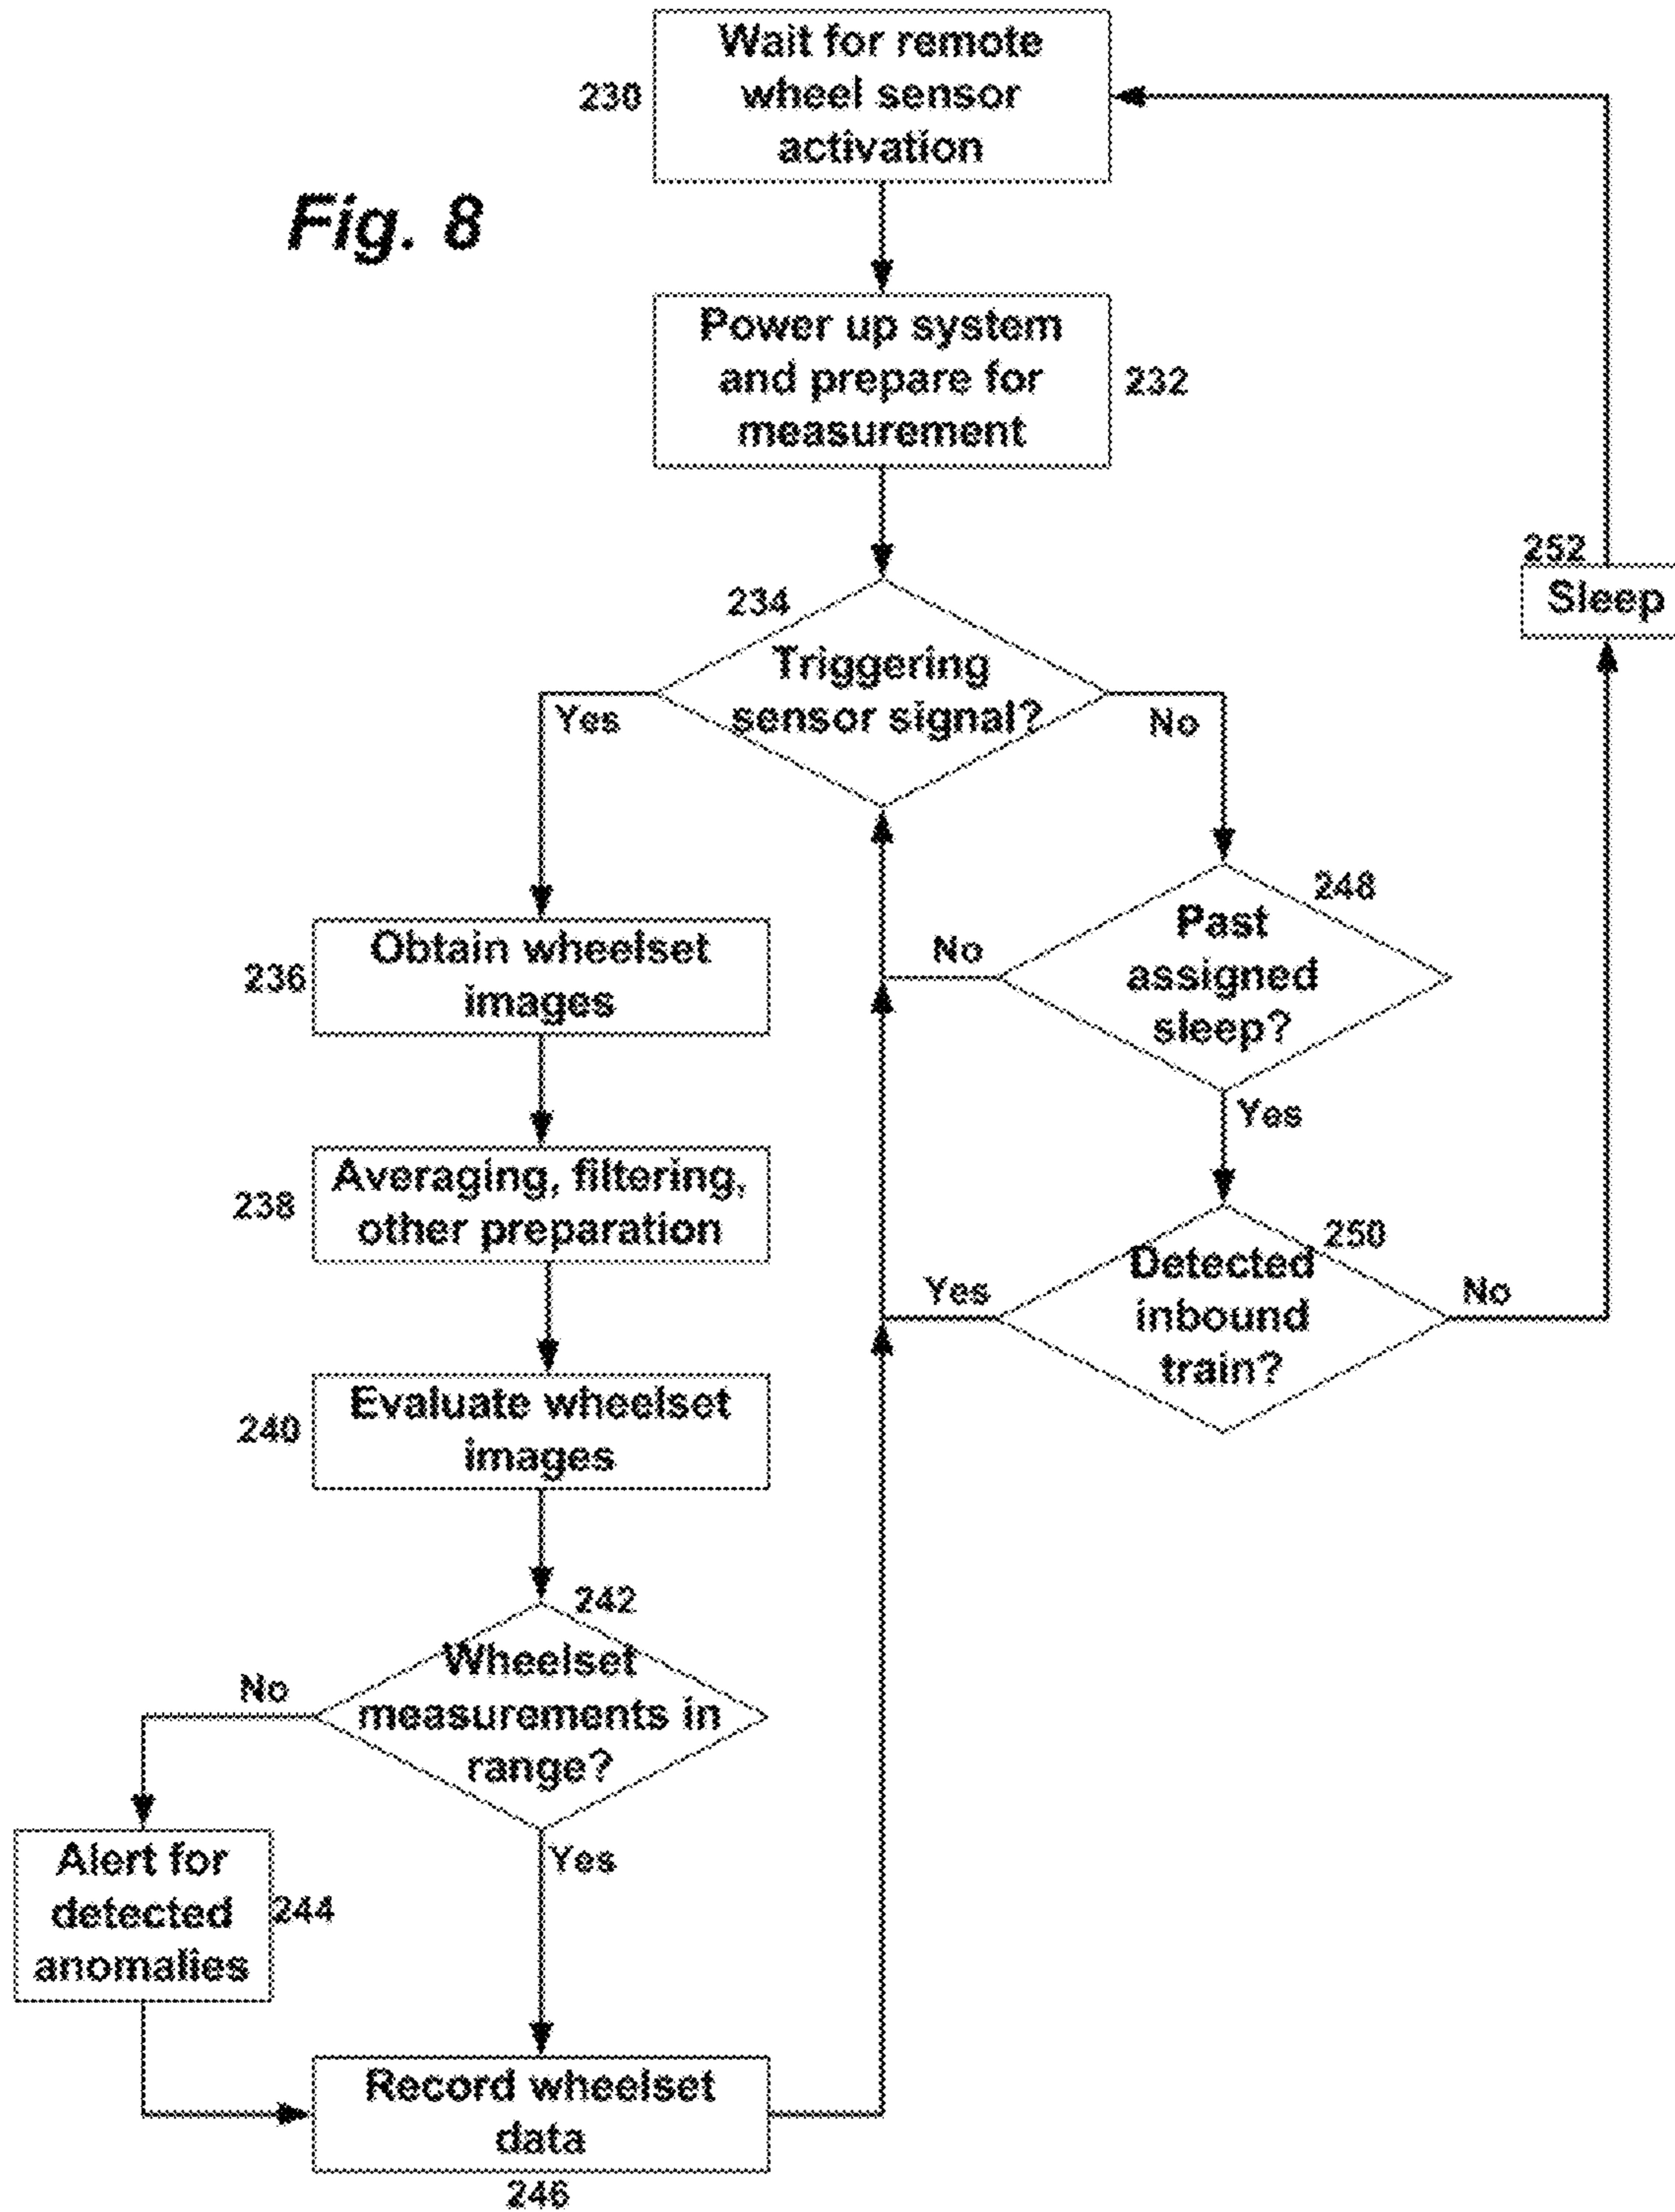 Wait for remote
wheel sensor
activation
230
Fig. 8
Power up system
and prepare for
measurement
232
252
Sleep
234
Triggering
sensor signal?
Yes
No
248
Past
assigned
sleep?
No
Yes
236
Obtain wheelset
images
238
Averaging, filtering,
other preparation
250
Detected
inbound
train?
Yes
No
240
Evaluate wheelset
images
242
Wheelset
measurements in
range?
No
Yes
Alert for
detected
anomalies
244
Record wheelset
data
246